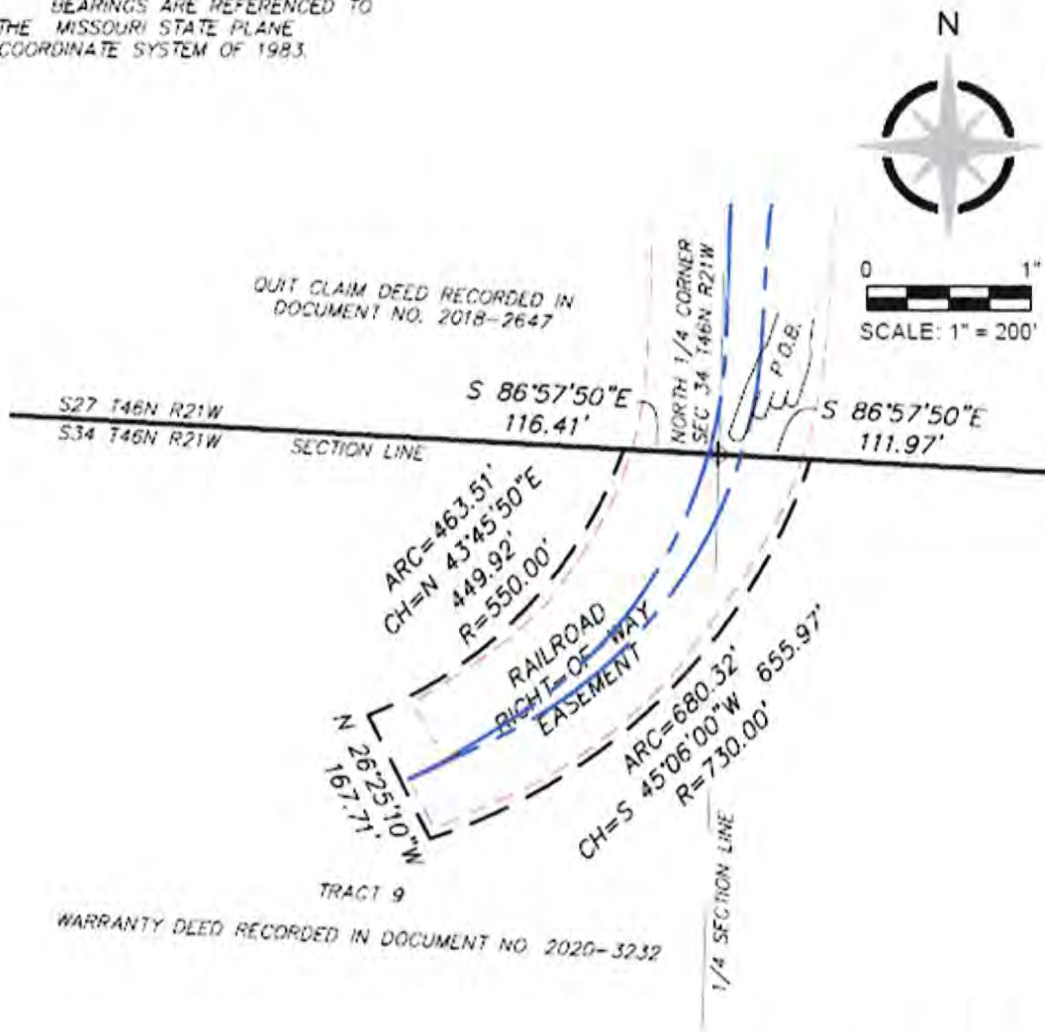 BEARINGS ARE REFERENCED TO
THE MISSOURI STATE PLANE
COORDINATE SYSTEM OF 1983.
N
0 1"
SCALE: 1" = 200'
QUIT CLAIM DEED RECORDED IN
DOCUMENT NO. 2018-2647
NORTH 1/4 CORNER
SEC 34 T46N R21W
P.O.B.
S 86°57'50"E
116.41'
S 86°57'50"E
111.97'
S27 T46N R21W
S34 T46N R21W
SECTION LINE
ARC=463.51'
CH=N 43°45'50"E
449.92'
R=550.00'
RAILROAD
RIGHT-OF WAY
EASEMENT
ARC=680.32'
CH=S 45°06'00"W 655.97'
R=730.00'
N 26°25'10"W
167.71'
1/4 SECTION LINE
TRACT 9
WARRANTY DEED RECORDED IN DOCUMENT NO. 2020-3232